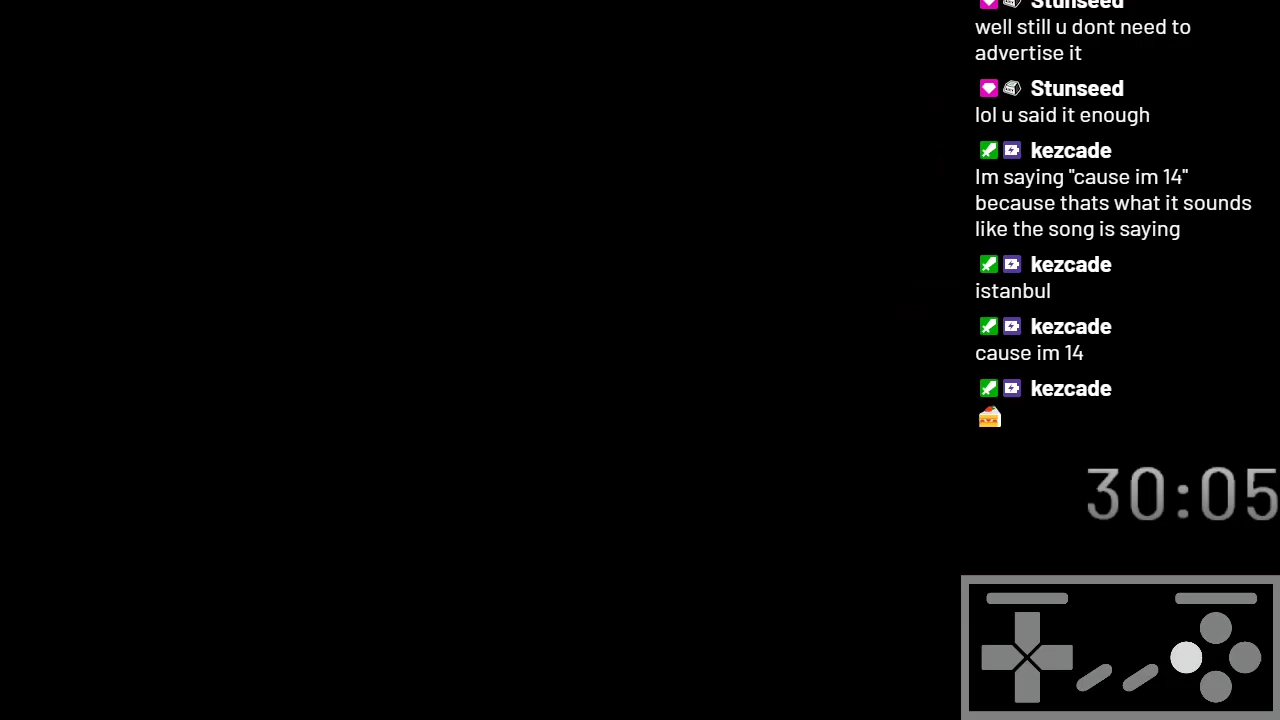 Stunseed
well still u dont need to
advertise it
Stunseed
lol u said it enough
kezcade
Im saying "cause im 14"
because thats what it sounds
like the song is saying
kezcade
istanbul
kezcade
cause im 14
kezcade
30:05